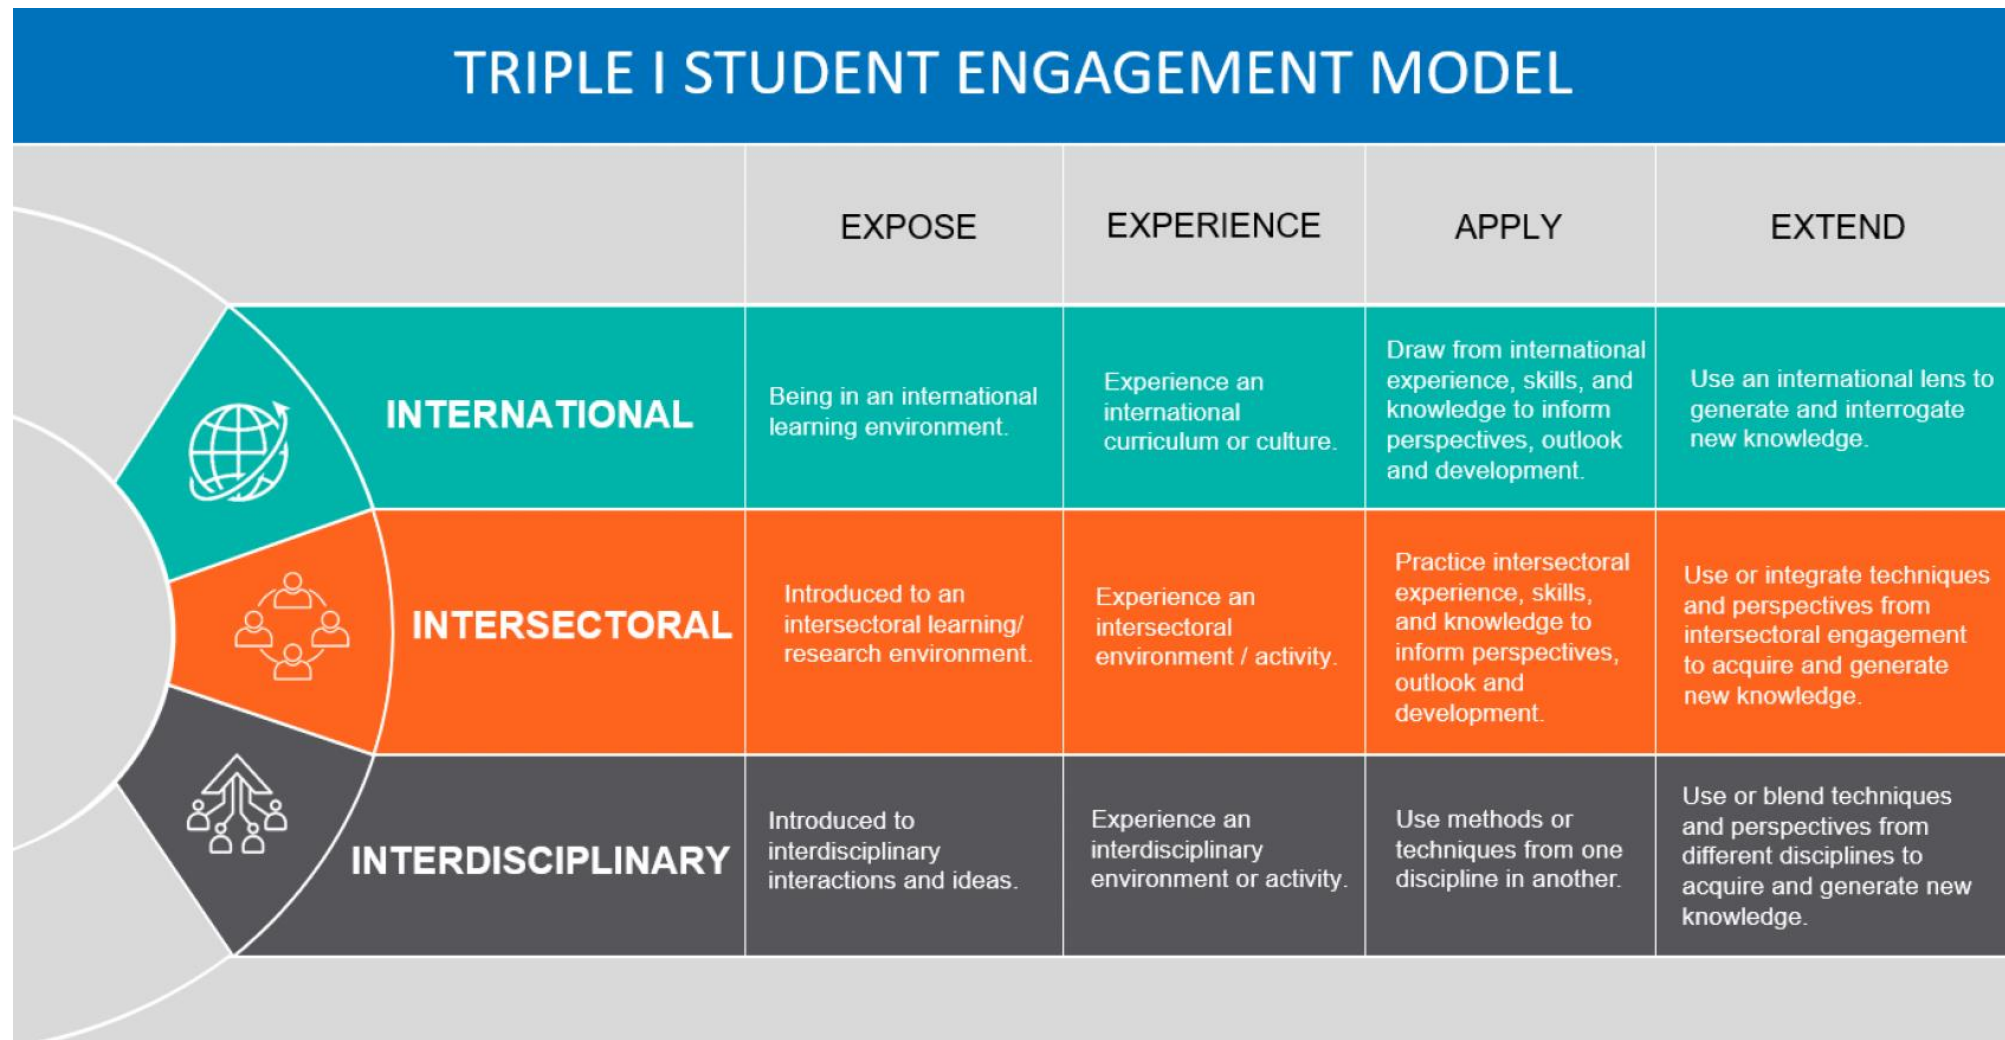 TRIPLE I STUDENT ENGAGEMENT MODEL
EXPOSE
EXPERIENCE
APPLY
EXTEND
INTERNATIONAL
Being in an international
learning environment.
Experience an
international
curriculum or culture.
Draw from international
experience, skills, and
knowledge to inform
perspectives, outlook
and development.
Use an international lens to
generate and interrogate
new knowledge.
INTERSECTORAL
Introduced to an
intersectoral learning/
research environment.
Experience an
intersectoral
environment / activity.
Practice intersectoral
experience, skills,
and knowledge to
inform perspectives,
outlook and
development.
Use or integrate techniques
and perspectives from
intersectoral engagement
to acquire and generate
new knowledge.
INTERDISCIPLINARY
Introduced to
interdisciplinary
interactions and ideas.
Experience an
interdisciplinary
environment or activity.
Use methods or
techniques from one
discipline in another.
Use or blend techniques
and perspectives from
different disciplines to
acquire and generate new
knowledge.